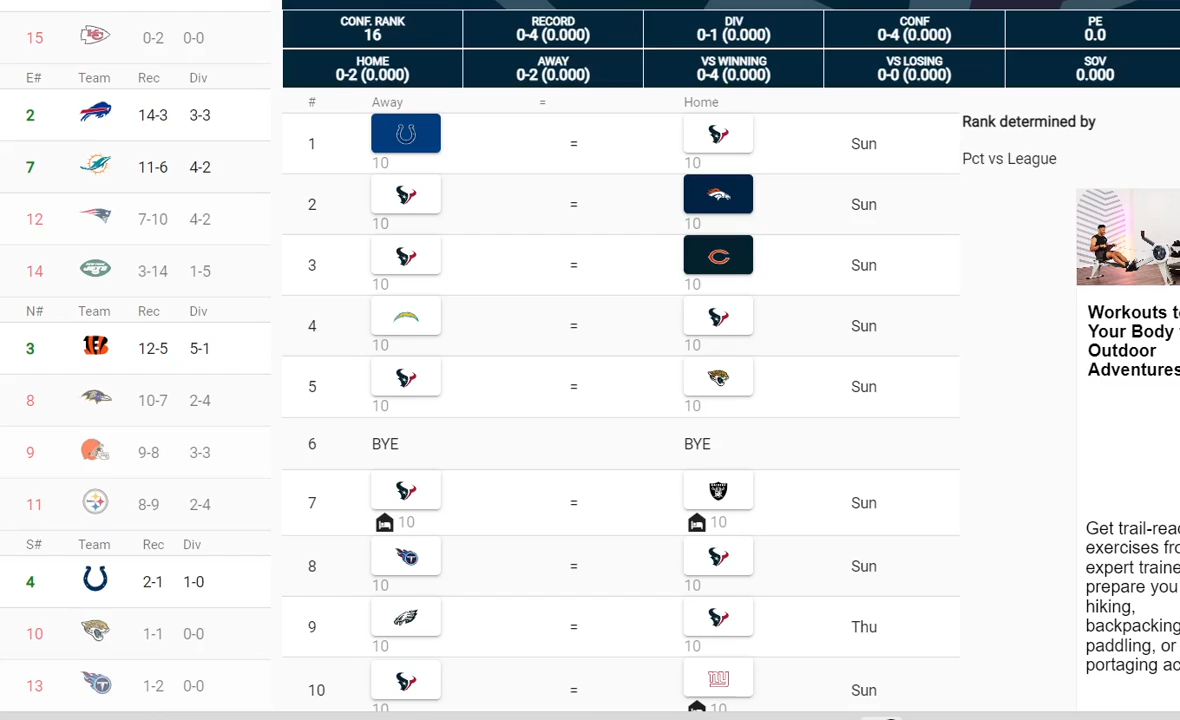 15 0-2 0-0
E# Team Rec Div
2 14-3 3-3
7 11-6 4-2
12 7-10 4-2
14 3-14 1-5
N# Team Rec Div
3 12-5 5-1
8 10-7 2-4
9 9-8 3-3
11 8-9 2-4
S# Team Rec Div
4 2-1 1-0
10 1-1 0-0
13 1-2 0-0
CONF. RANK RECORD DIV CONF PE
16 0-4 (0.000) 0-1 (0.000) 0-4 (0.000) 0.0
HOME AWAY VS WINNING VS LOSING SOV
0-2 (0.000) 0-2 (0.000) 0-4 (0.000) 0-0 (0.000) 0.000
# Away = Home
1 = Sun
10 10
2 = Sun
10 10
3 = Sun
10 10
4 = Sun
10 10
5 = Sun
10 10
6 BYE BYE
7 = Sun
10 10
8 = Sun
10 10
9 = Thu
10 10
10 = Sun
10 10
Rank determined by
Pct vs League
Workouts to
Your Body
Outdoor
Adventures
Get trail-rea
exercises fro
expert traine
prepare you
hiking,
backpacking
paddling, or
portaging ac